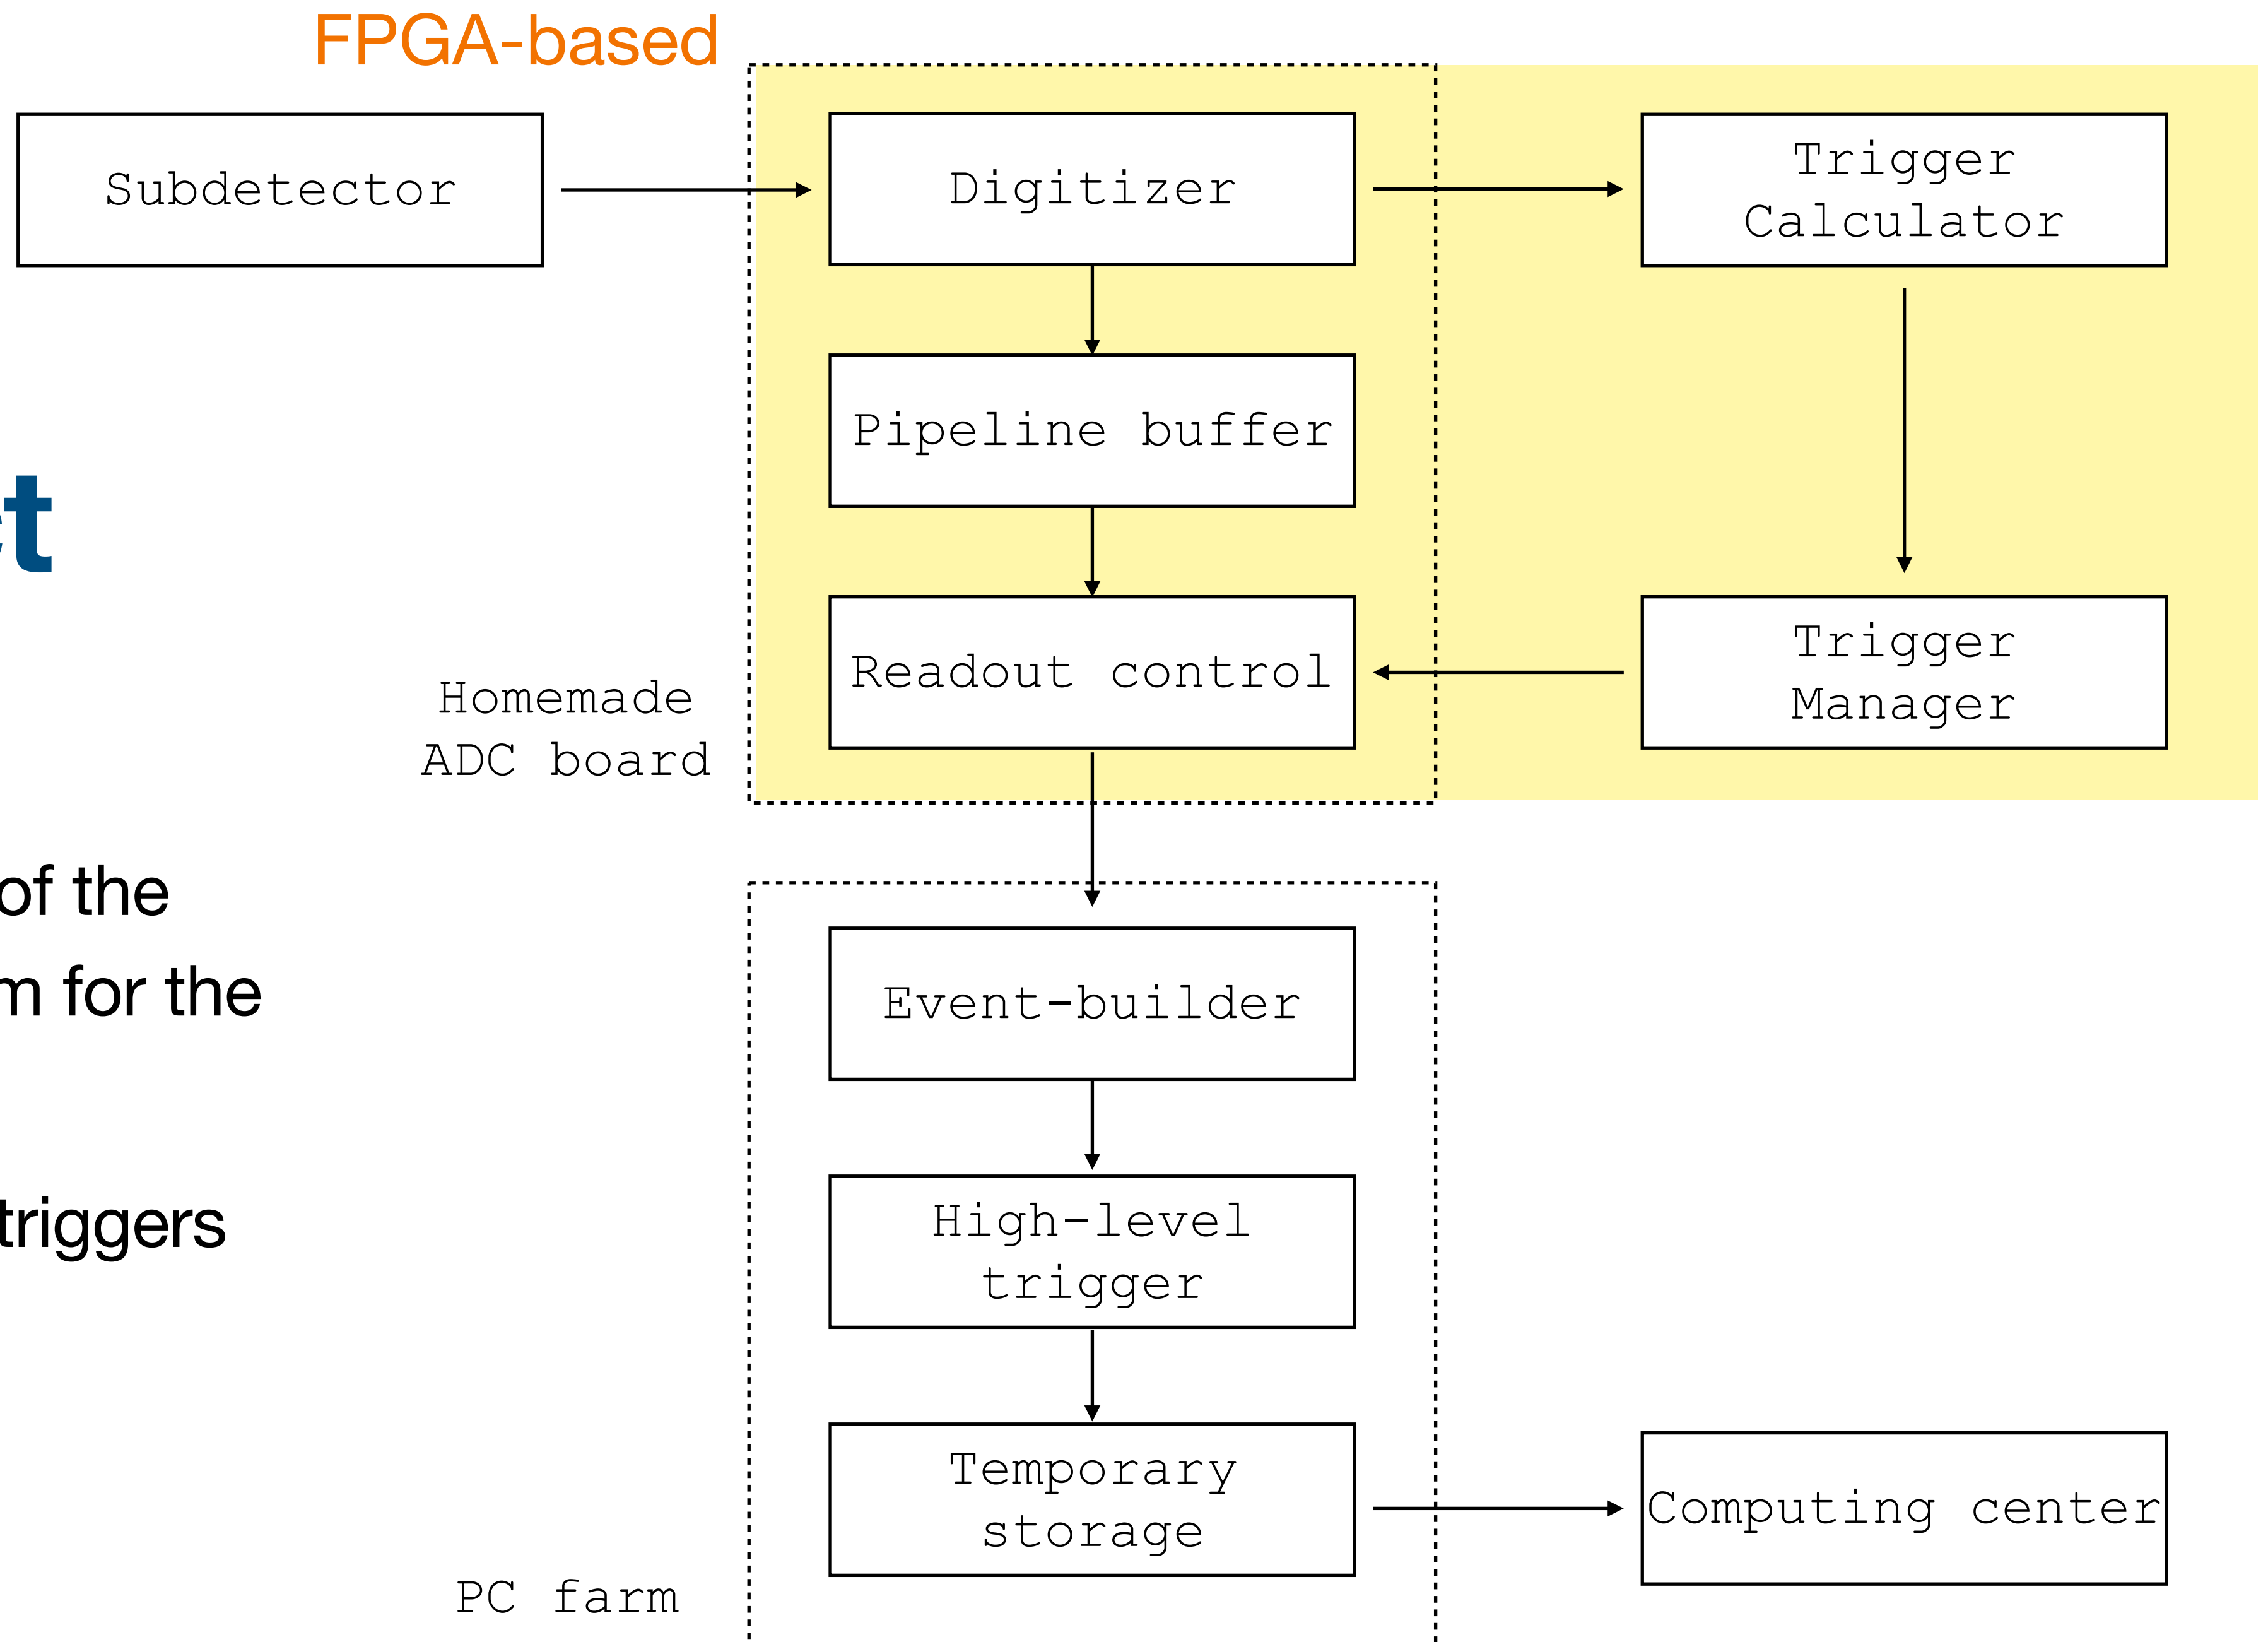 FPGA-based
Subdetector
Digitizer
Trigger
Calculator
Pipeline buffer
Readout control
Trigger
Manager
Homemade
ADC board
of the
for the
triggers
Event-builder
High-level
trigger
Temporary
storage
Computing center
PC farm